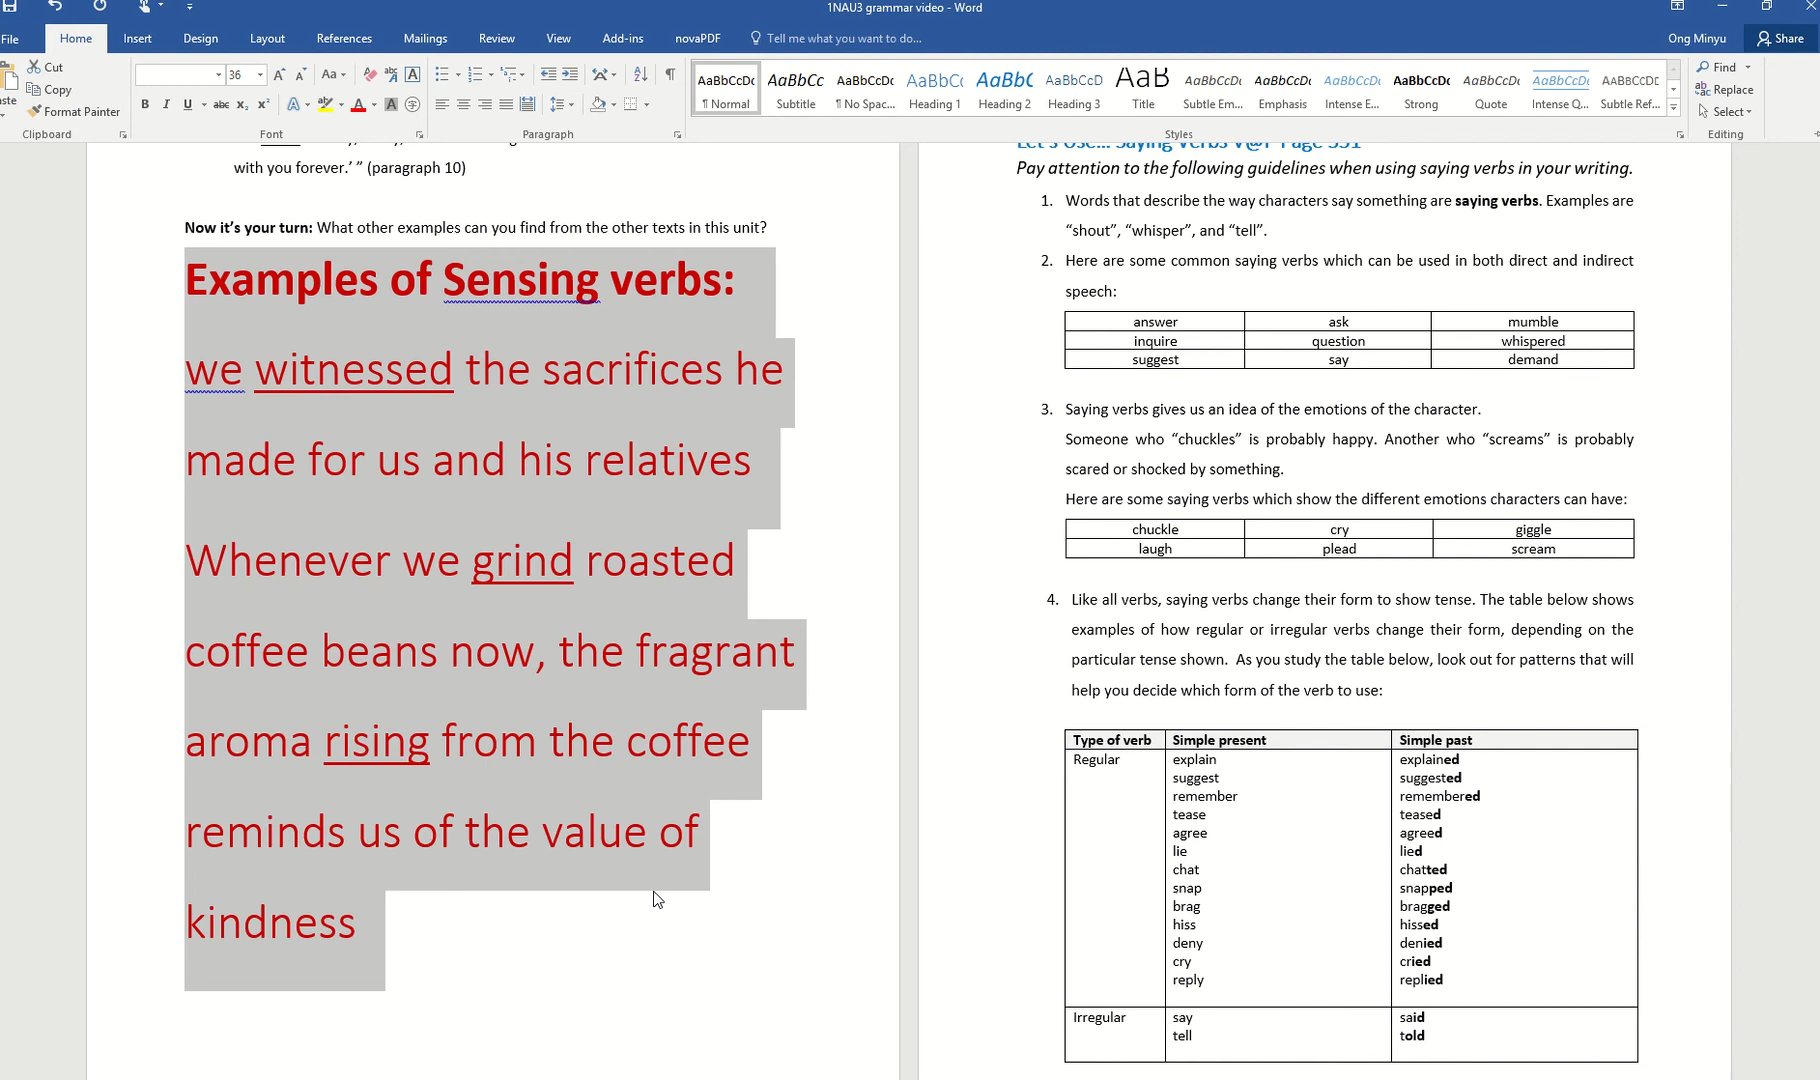 1NAU3 grammar video - Word
File
Home
Insert
Design
Layout
References
Mailings
Review
View
Add-ins
novaPDF
Tell me what you want to do...
Ong Minyu
Share
Cut
Copy
Format Painter
Clipboard
36
Font
Paragraph
AaBbCcDc
¶ Normal
AaBbCc
Subtitle
AaBbCcDc
¶ No Spac...
AaBbC
Heading 1
AaBbC
Heading 2
AaBbCcD
Heading 3
AaB
Title
AaBbCcDc
Subtle Em...
AaBbCcDc
Emphasis
AaBbCcDc
Intense E...
AaBbCcDc
Strong
AaBbCcDc
Quote
AaBbCcDc
Intense Q...
AABBCCDE
Subtle Ref...
Styles
Find
Replace
Select
Editing
with you forever.’ ” (paragraph 10)
Now it’s your turn: What other examples can you find from the other texts in this unit?
Examples of Sensing verbs:
we witnessed the sacrifices he
made for us and his relatives
Whenever we grind roasted
coffee beans now, the fragrant
aroma rising from the coffee
reminds us of the value of
kindness
Let’s Use... Saying Verbs V@T Page 331
Pay attention to the following guidelines when using saying verbs in your writing.
1. Words that describe the way characters say something are saying verbs. Examples are
“shout”, “whisper”, and “tell”.
2. Here are some common saying verbs which can be used in both direct and indirect
speech:
answer ask mumble
inquire question whispered
suggest say demand
3. Saying verbs gives us an idea of the emotions of the character.
Someone who “chuckles” is probably happy. Another who “screams” is probably
scared or shocked by something.
Here are some saying verbs which show the different emotions characters can have:
chuckle cry giggle
laugh plead scream
4. Like all verbs, saying verbs change their form to show tense. The table below shows
examples of how regular or irregular verbs change their form, depending on the
particular tense shown. As you study the table below, look out for patterns that will
help you decide which form of the verb to use:
Type of verb Simple present Simple past
Regular explain explained
suggest suggested
remember remembered
tease teased
agree agreed
lie lied
chat chatted
snap snapped
brag bragged
hiss hissed
deny denied
cry cried
reply replied
Irregular say said
tell told